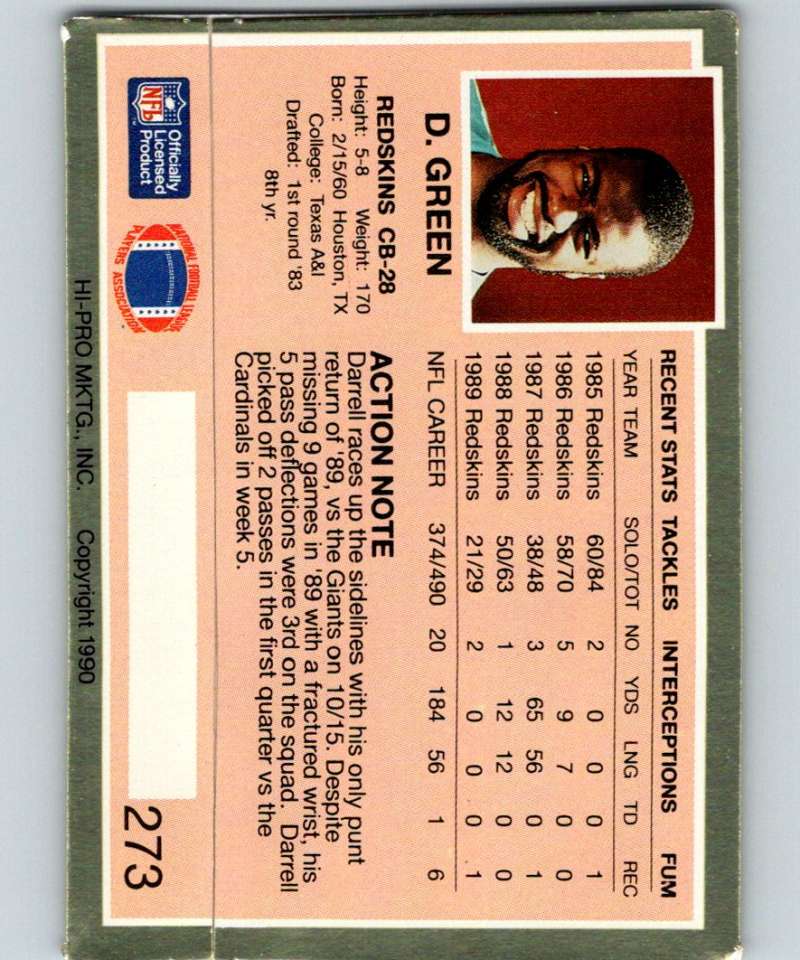 D. GREEN
REDSKINS CB-28
Height: 5-8 Weight: 170
Born: 2/15/60 Houston, TX
College: Texas A&I
Drafted: 1st round '83
8th yr.
RECENT STATS TACKLES INTERCEPTIONS FUM
YEAR TEAM SOLO/TOT NO YDS LNG TD REC
1985 Redskins 60/84 2 0 0 0 1
1986 Redskins 58/70 5 9 7 0 0
1987 Redskins 38/48 3 65 56 0 1
1988 Redskins 50/63 1 12 12 0 0
1989 Redskins 21/29 2 0 0 0 1
NFL CAREER 374/490 20 184 56 1 6
ACTION NOTE
Darrell races up the sidelines with his only punt
return of '89, vs the Giants on 10/15. Despite
missing 9 games in '89 with a fractured wrist, his
5 pass deflections were 3rd on the squad. Darrell
picked off 2 passes in the first quarter vs the
Cardinals in week 5.
NFL
Officially
Licensed
Product
NATIONAL FOOTBALL LEAGUE
PLAYERS ASSOCIATION
273
HI-PRO MKTG., INC. Copyright 1990